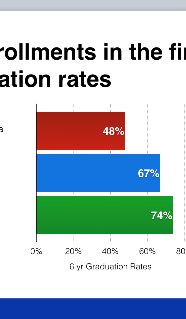 rollments in the fi
ation rates
a
48%
67%
74%
0% 20% 40% 60% 80
6 yr Graduation Rates